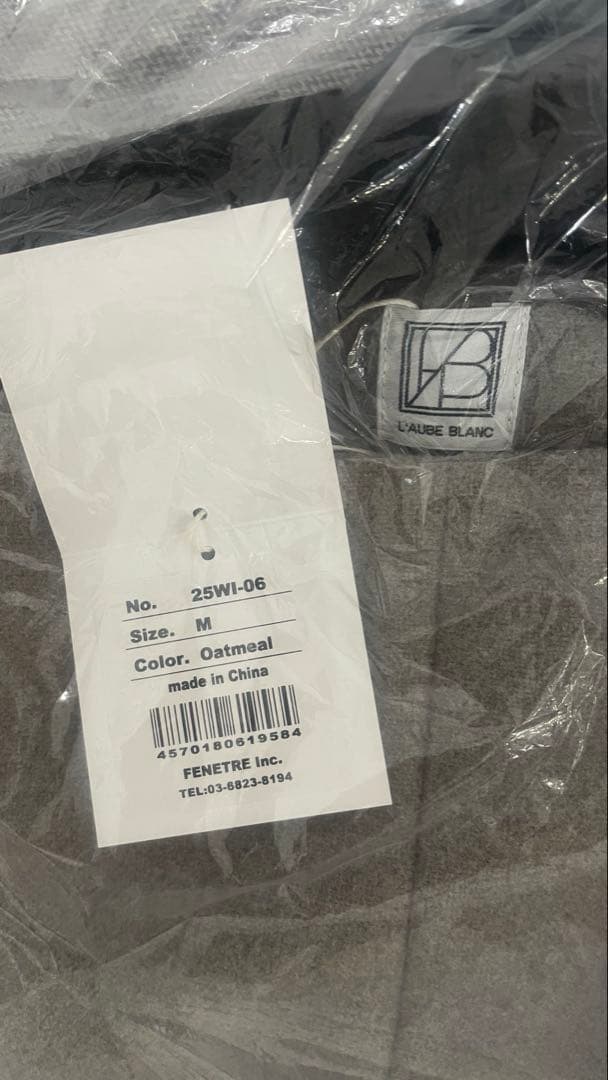 L'AUBE BLANC
No. 25WI-06
Size. M
Color. Oatmeal
made in China
4570180619584
FENETRE Inc.
TEL:03-6823-8194